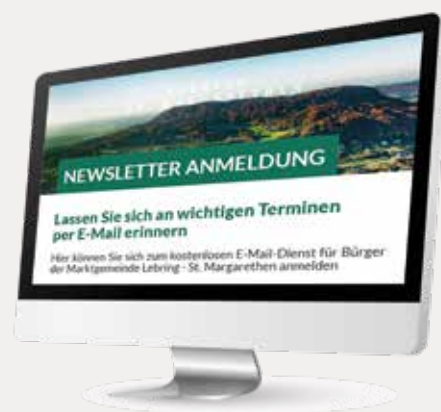 NEWSLETTER ANMELDUNG
Lassen Sie sich an wichtigen Terminen
per E-Mail erinnern
Hier können Sie sich zum kostenlosen E-Mail-Dienst für Bürger
der Marktgemeinde Lebring - St. Margarethen anmelden